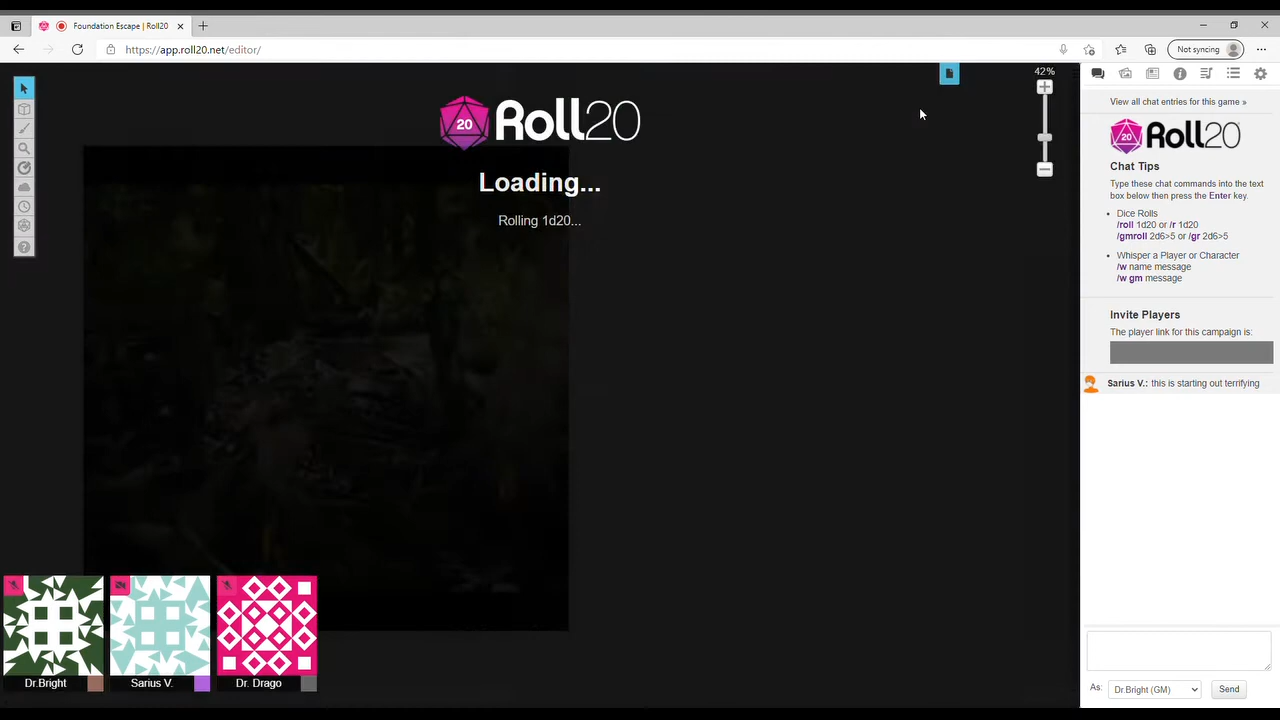 Foundation Escape | Roll20
https://app.roll20.net/editor/
Not syncing
42%
20
Roll20
Loading...
Rolling 1d20...
View all chat entries for this game »
20
Roll20
Chat Tips
Type these chat commands into the text
box below then press the Enter key.
• Dice Rolls
/roll 1d20 or /r 1d20
/gmroll 2d6>5 or /gr 2d6>5
• Whisper a Player or Character
/w name message
/w gm message
Invite Players
The player link for this campaign is:
Sarius V.: this is starting out terrifying
Dr.Bright
Sarius V.
Dr. Drago
As:
Dr.Bright (GM)
Send